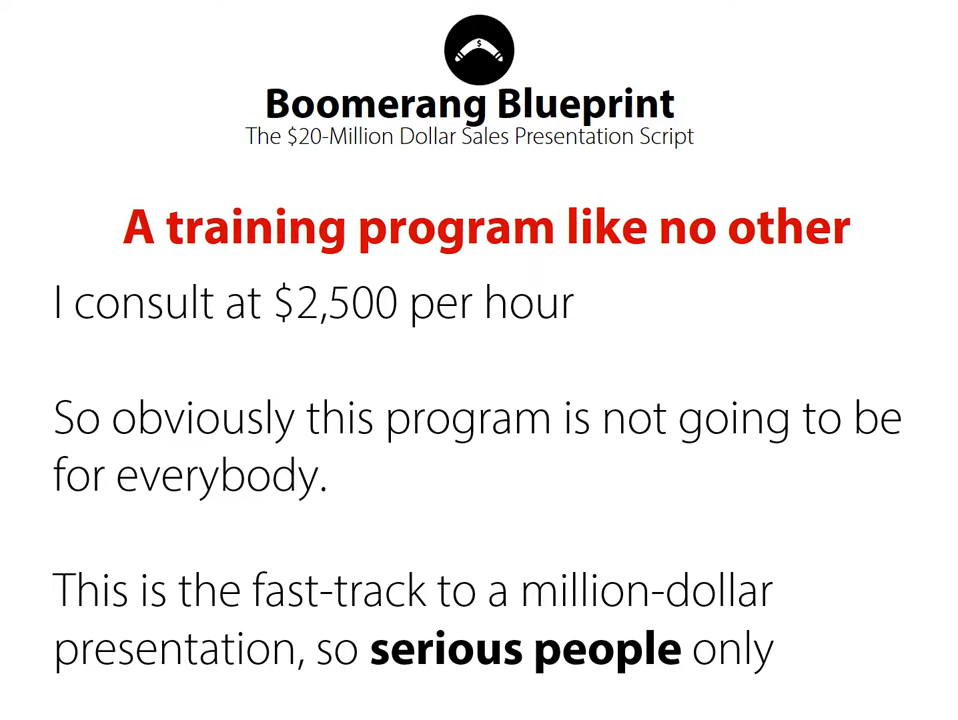 $
Boomerang Blueprint
The $20-Million Dollar Sales Presentation Script
A training program like no other
I consult at $2,500 per hour
So obviously this program is not going to be
for everybody.
This is the fast-track to a million-dollar
presentation, so serious people only